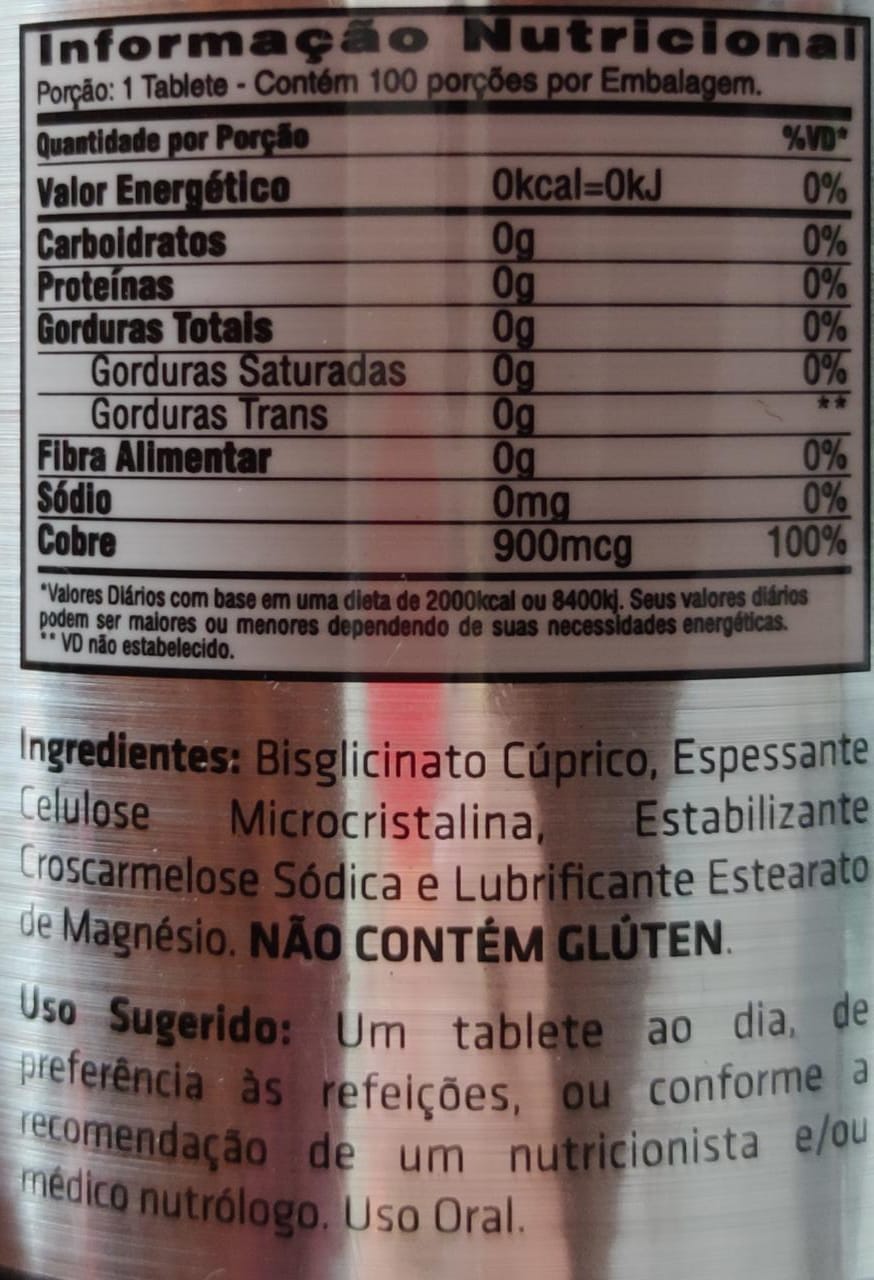 Informação Nutricional
Porção: 1 Tablete - Contém 100 porções por Embalagem.
Quantidade por Porção %VD*
Valor Energético 0kcal=0kJ 0%
Carboidratos 0g 0%
Proteínas 0g 0%
Gorduras Totais 0g 0%
Gorduras Saturadas 0g 0%
Gorduras Trans 0g **
Fibra Alimentar 0g 0%
Sódio 0mg 0%
Cobre 900mcg 100%
*Valores Diários com base em uma dieta de 2000kcal ou 8400kj. Seus valores diários
podem ser maiores ou menores dependendo de suas necessidades energéticas.
** VD não estabelecido.
Ingredientes: Bisglicinato Cúprico, Espessante
Celulose Microcristalina, Estabilizante
Croscarmelose Sódica e Lubrificante Estearato
de Magnésio. NÃO CONTÉM GLÚTEN.
Uso Sugerido: Um tablete ao dia, de
preferência às refeições, ou conforme a
recomendação de um nutricionista e/ou
médico nutrólogo. Uso Oral.